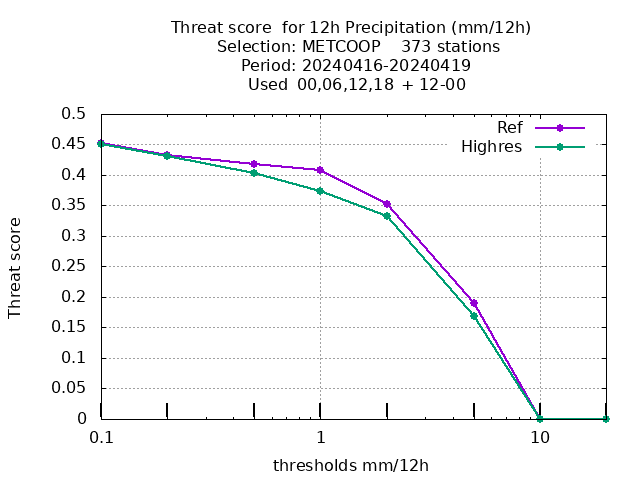 Threat score for 12h Precipitation (mm/12h)
Selection: METCOOP 373 stations
Period: 20240416-20240419
Used 00,06,12,18 + 12-00
Ref
Highres
0.5
0.45
0.4
0.35
0.3
0.25
0.2
0.15
0.1
0.05
0
Threat score
0.1 1 10
thresholds mm/12h